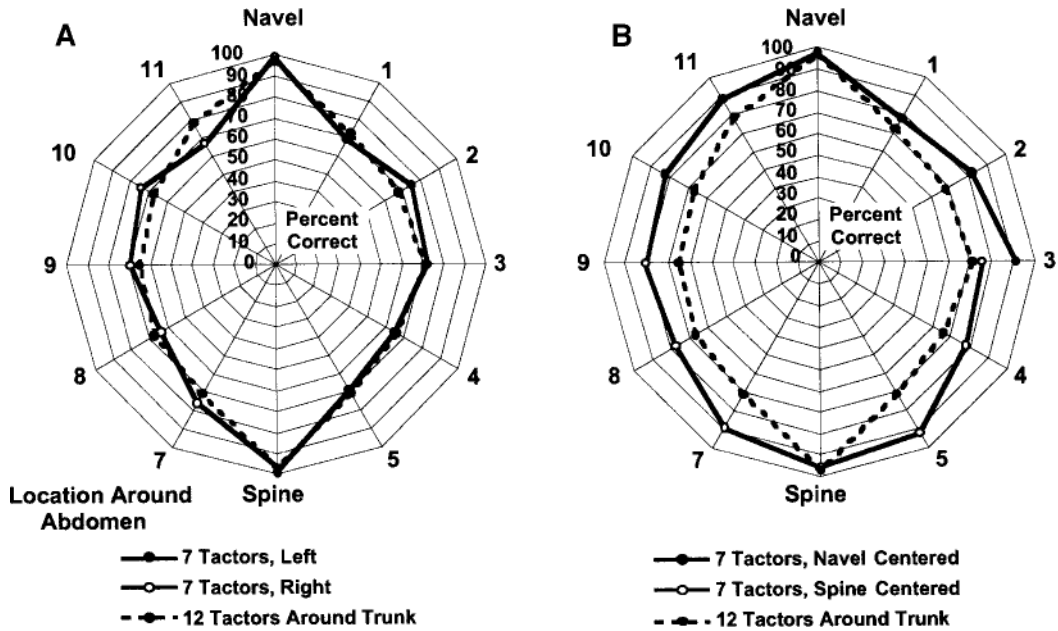 A
Navel
100
90
80
70
60
50
40
30
20
10
0
Percent
Correct
11
1
10
2
9
3
8
4
7
5
Spine
Location Around
Abdomen
7 Tactors, Left
7 Tactors, Right
12 Tactors Around Trunk
B
Navel
100
90
80
70
60
50
40
30
20
10
0
Percent
Correct
11
1
10
2
9
3
8
4
7
5
Spine
7 Tactors, Navel Centered
7 Tactors, Spine Centered
12 Tactors Around Trunk